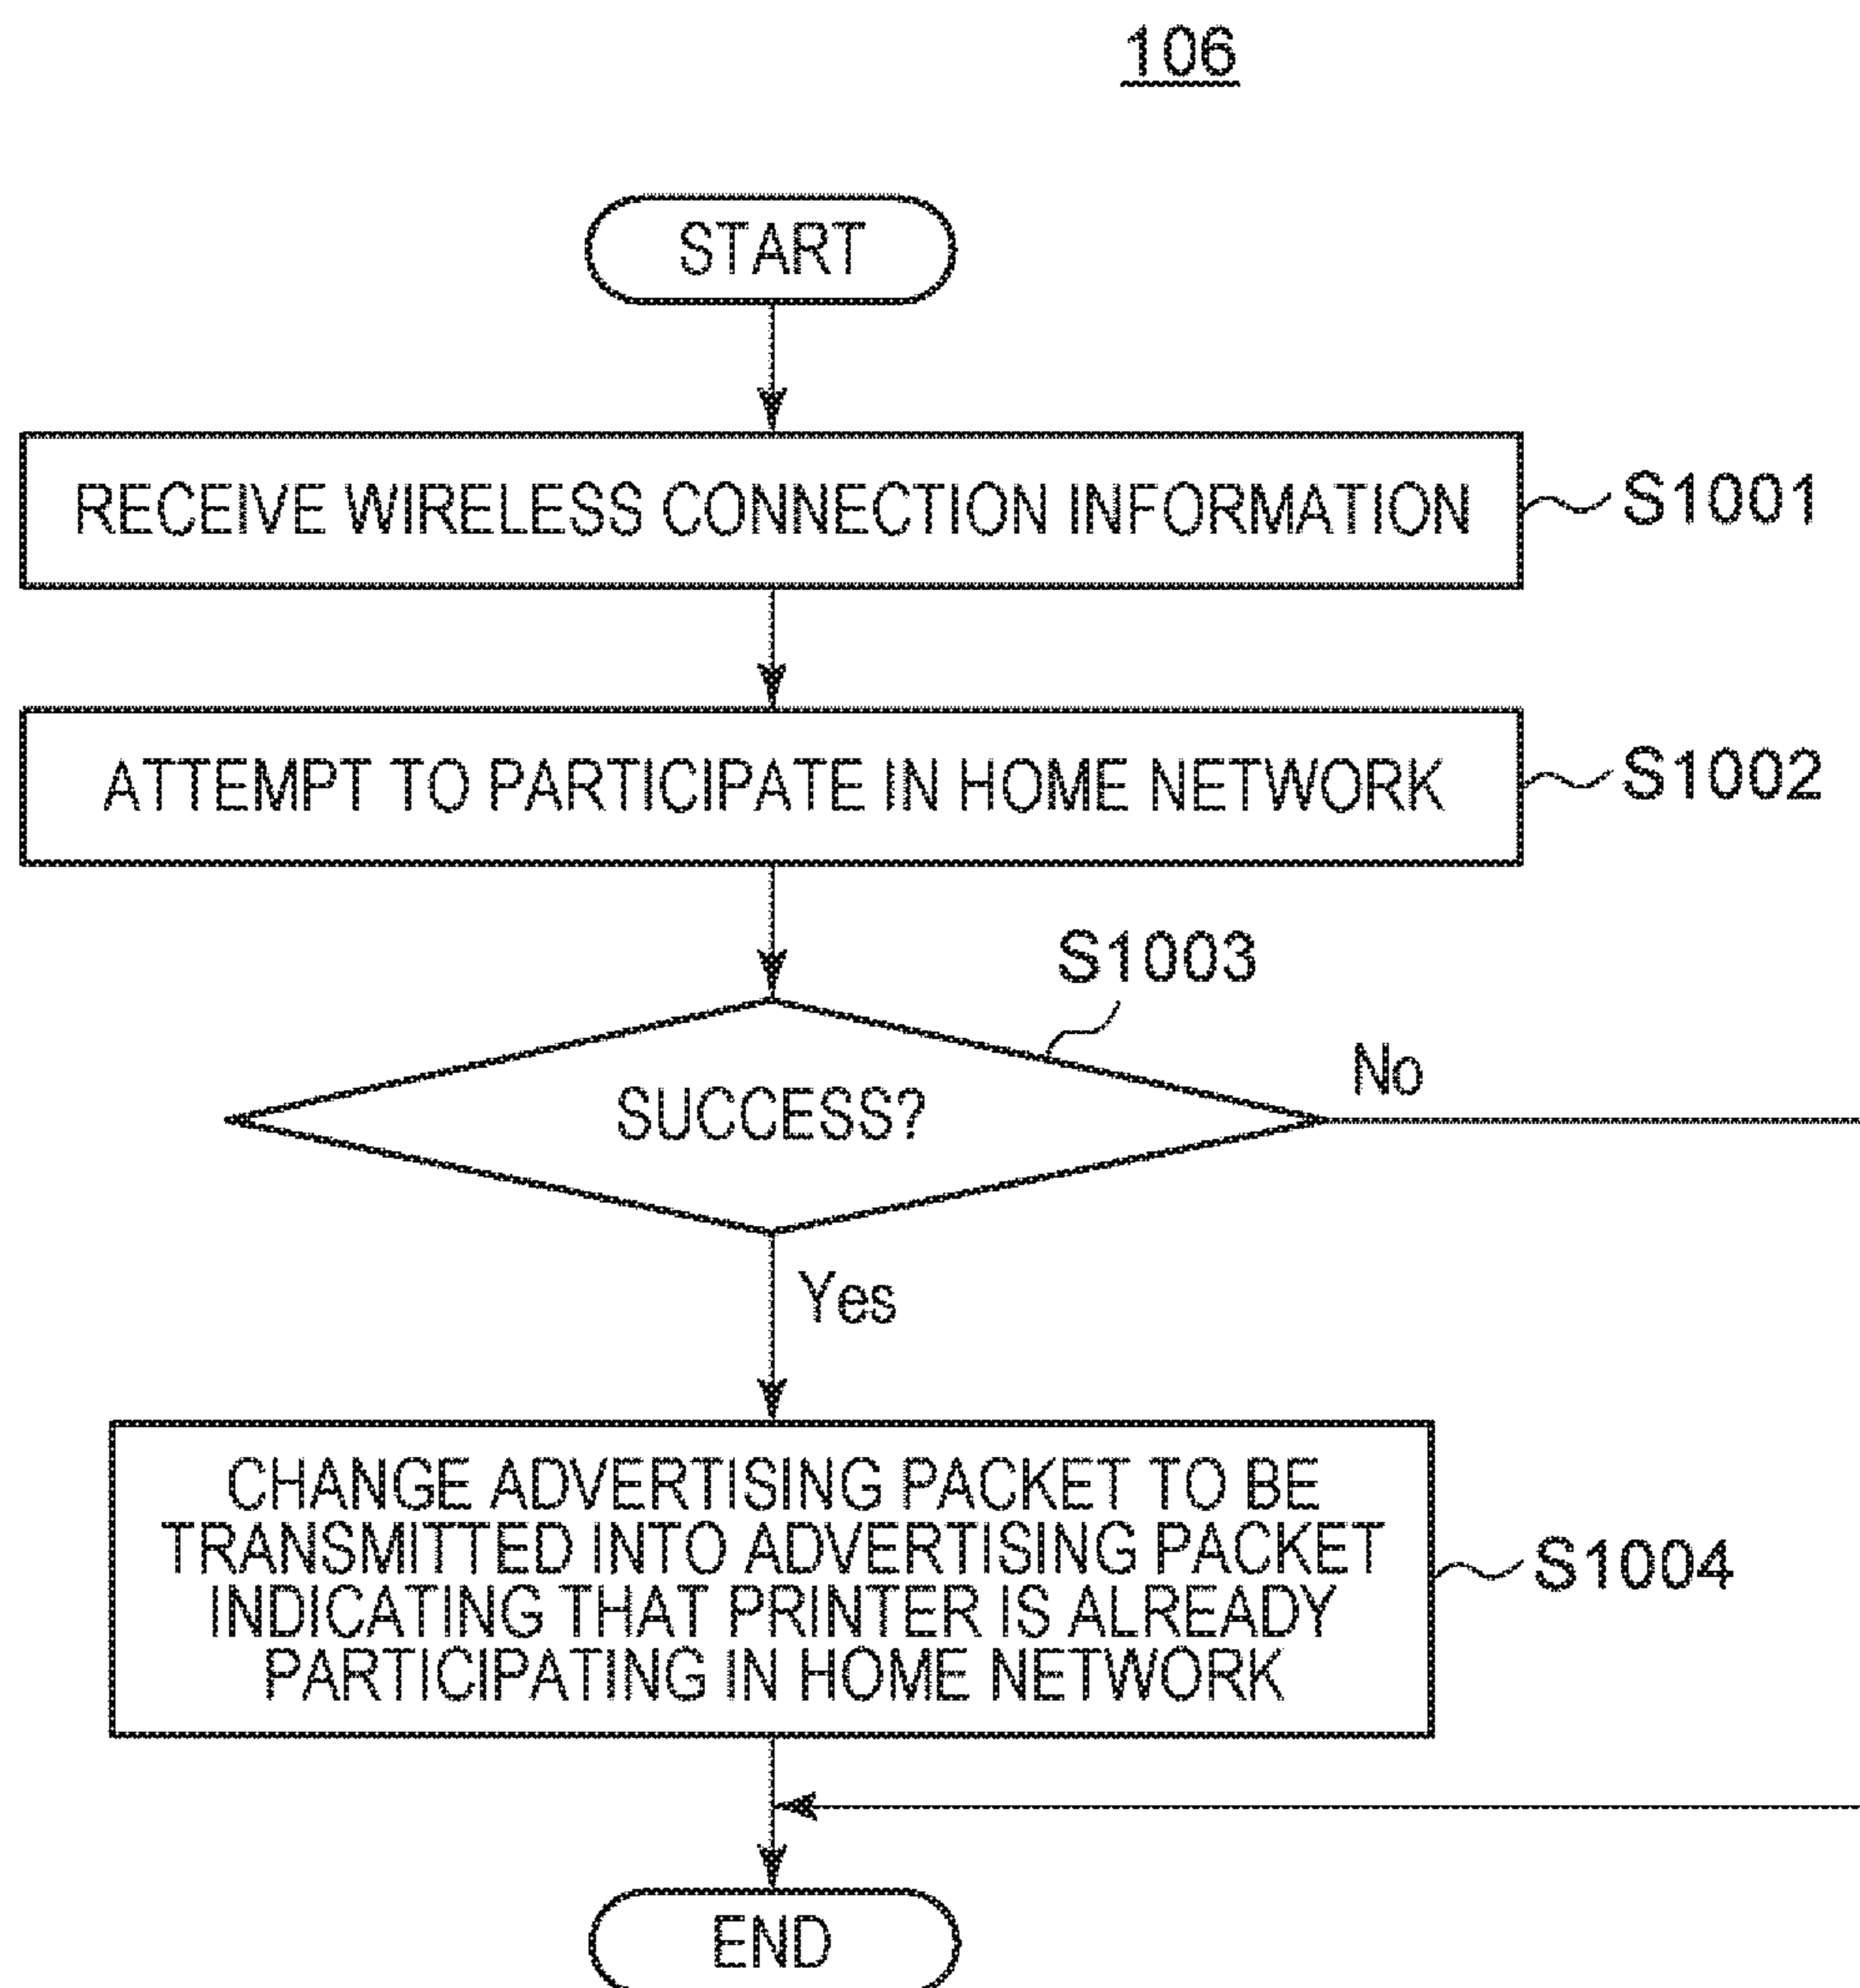 106
START
RECEIVE WIRELESS CONNECTION INFORMATION
S1001
ATTEMPT TO PARTICIPATE IN HOME NETWORK
S1002
S1003
SUCCESS?
No
Yes
CHANGE ADVERTISING PACKET TO BE
TRANSMITTED INTO ADVERTISING PACKET
INDICATING THAT PRINTER IS ALREADY
PARTICIPATING IN HOME NETWORK
S1004
END